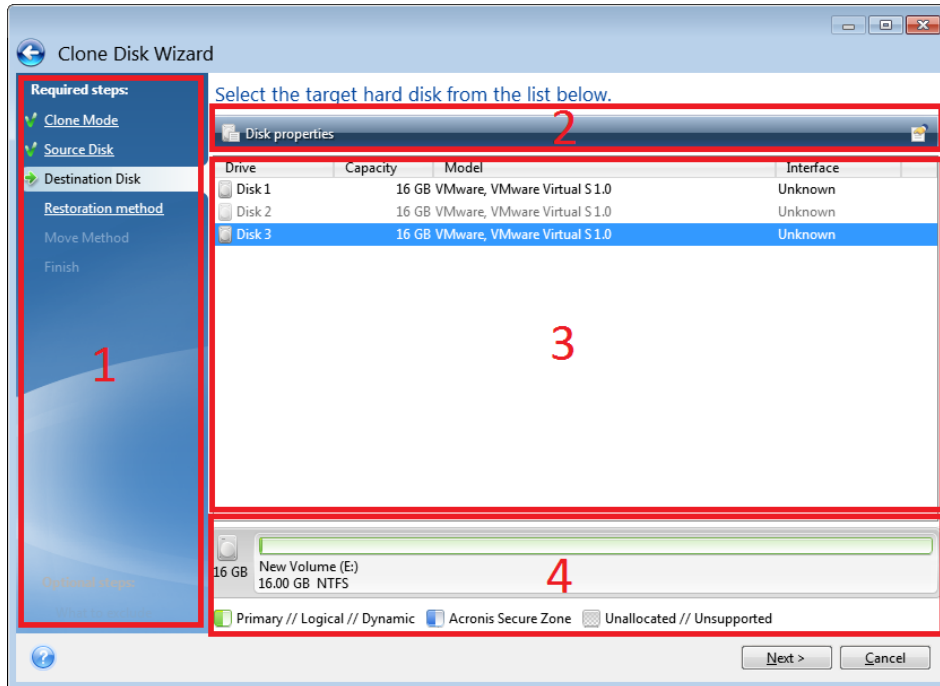 Clone Disk Wizard
Required steps:
Clone Mode
Source Disk
Destination Disk
Restoration method
Move Method
Finish
1
Optional steps:
Select the target hard disk from the list below.
Disk properties
2
Drive Capacity Model Interface
Disk 1 16 GB VMware, VMware Virtual S 1.0 Unknown
Disk 2 16 GB VMware, VMware Virtual S 1.0 Unknown
Disk 3 16 GB VMware, VMware Virtual S 1.0 Unknown
3
16 GB
New Volume (E:)
16.00 GB NTFS
4
Primary // Logical // Dynamic Acronis Secure Zone Unallocated // Unsupported
?
Next > Cancel